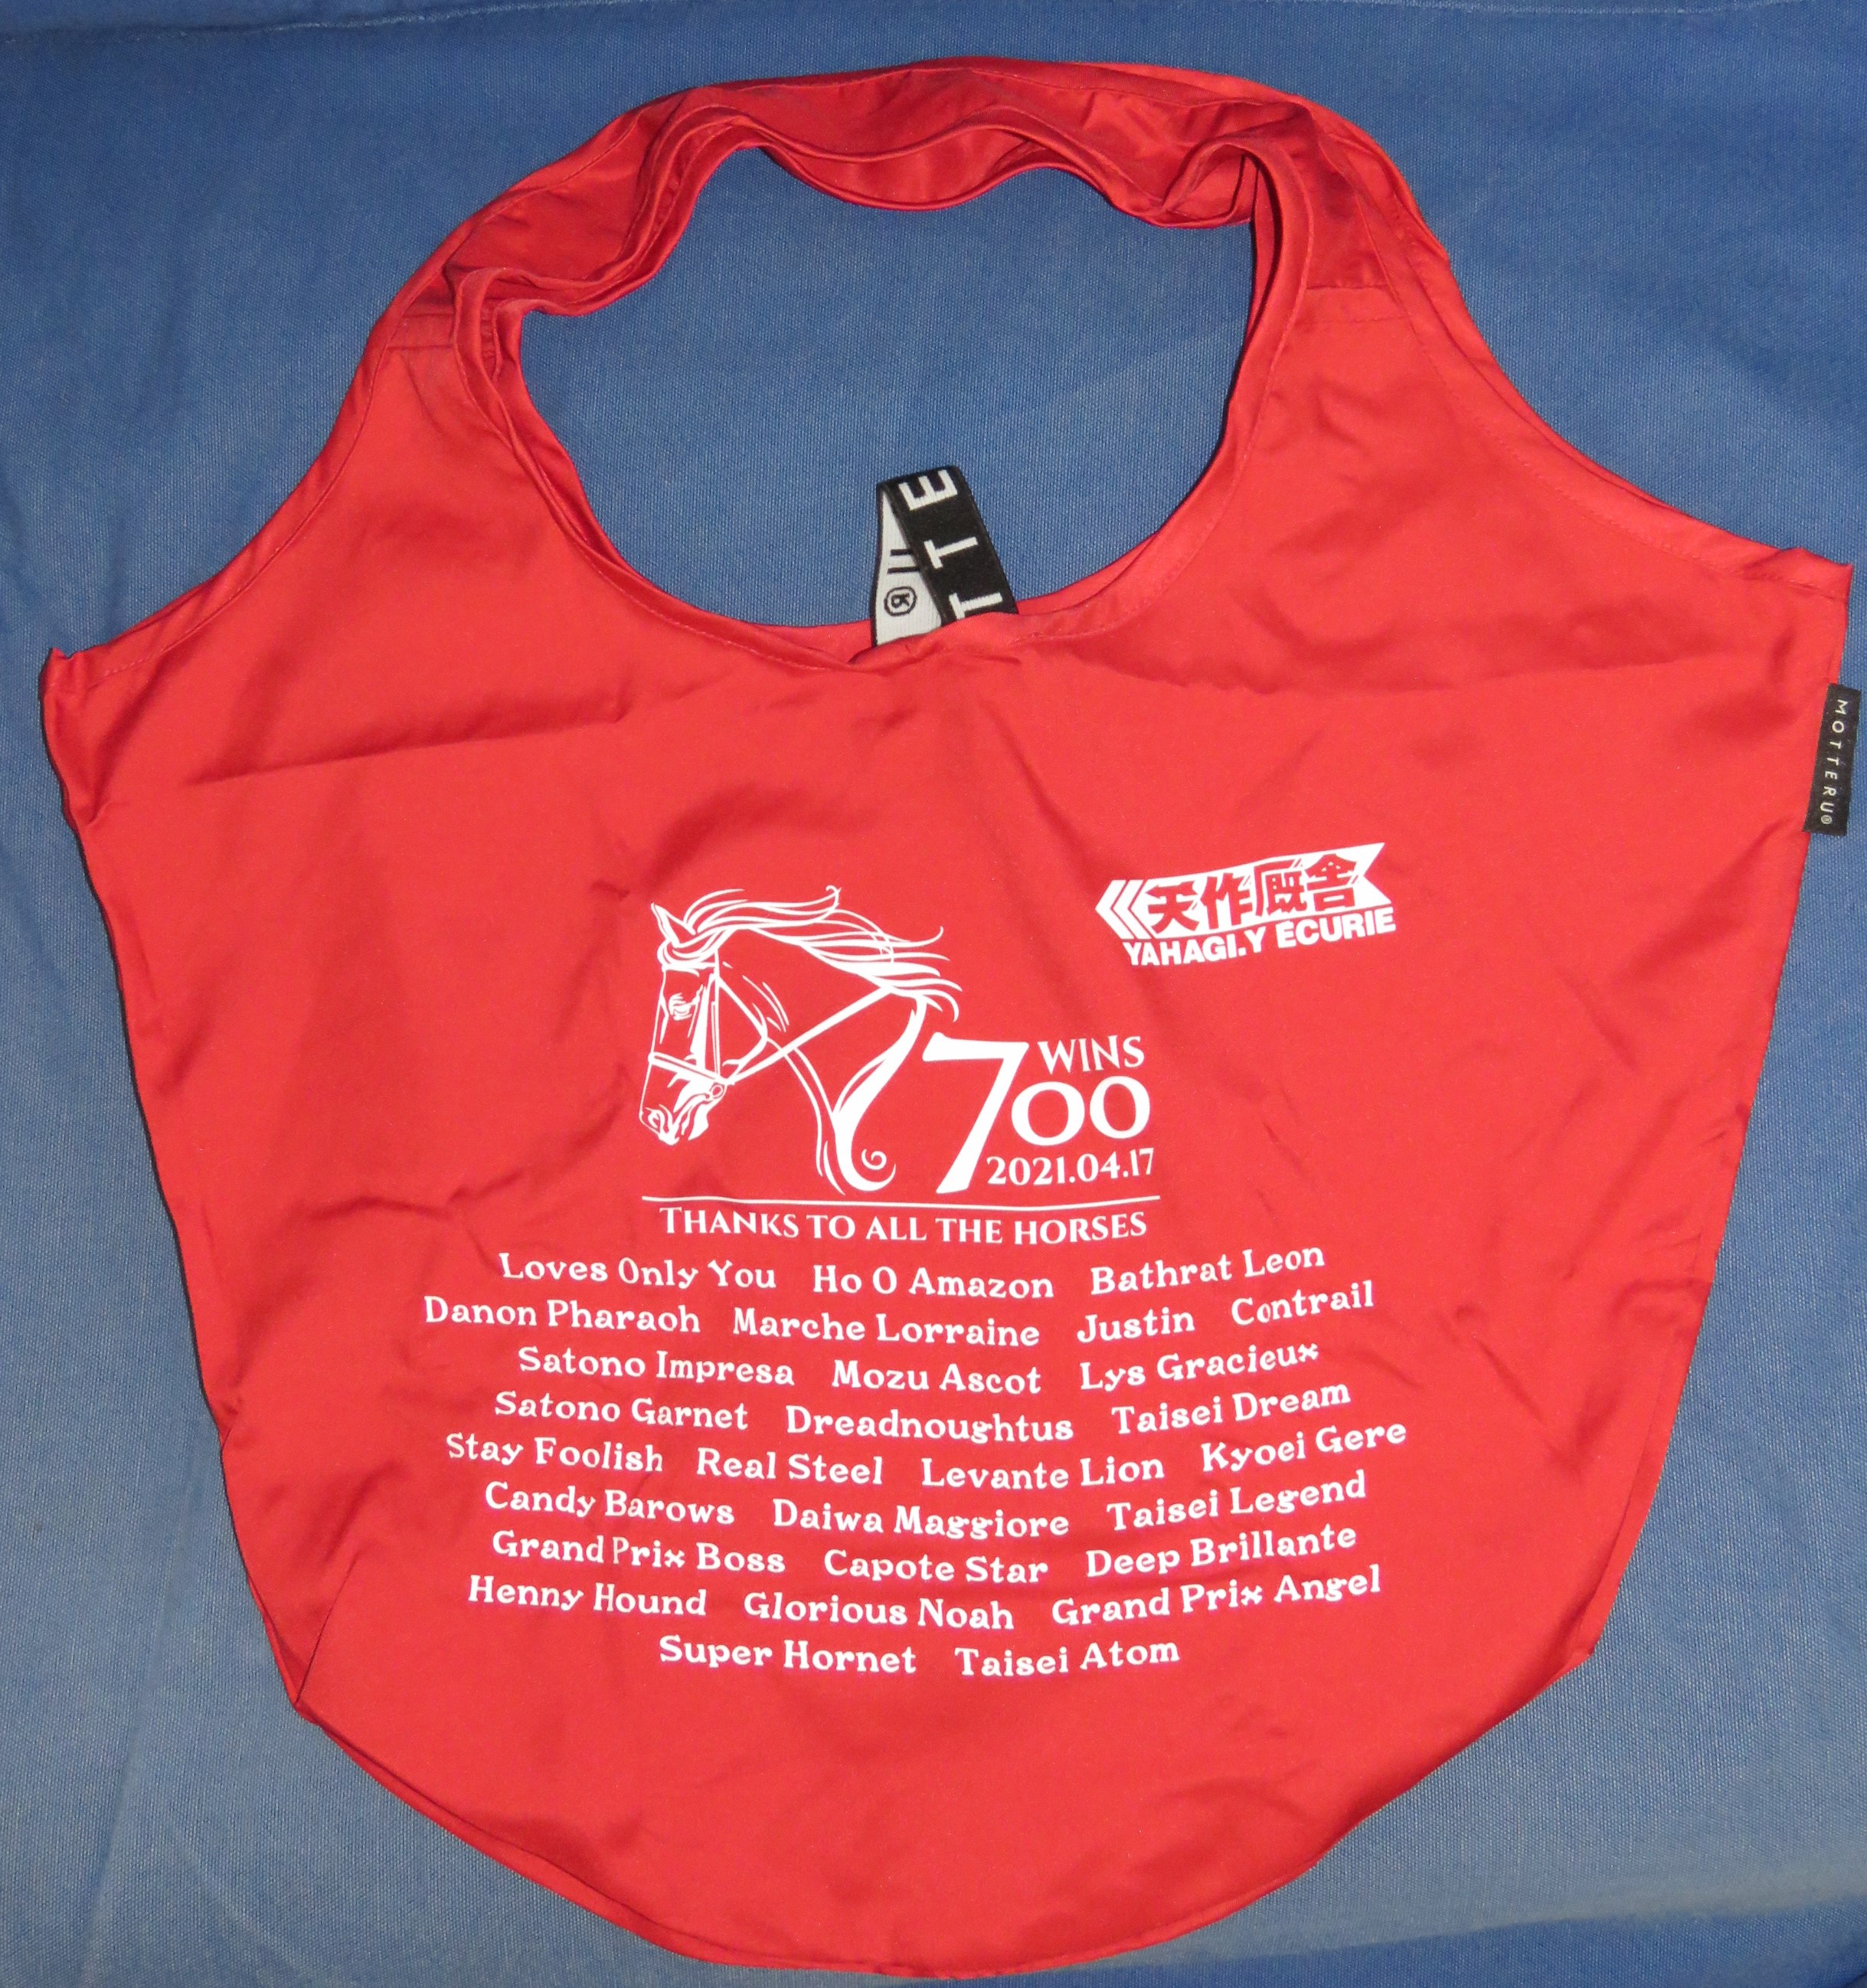 TTE
MOTTERU®
天作厩舎
YAHAGI.Y ECURIE
WINS
700
2021.04.17
THANKS TO ALL THE HORSES
Loves Only You Ho O Amazon Bathrat Leon
Danon Pharaoh Marche Lorraine Justin Contrail
Satono Impresa Mozu Ascot Lys Gracieux
Satono Garnet Dreadnoughtus Taisei Dream
Stay Foolish Real Steel Levante Lion Kyoei Gere
Candy Barows Daiwa Maggiore Taisei Legend
Grand Prix Boss Capote Star Deep Brillante
Henny Hound Glorious Noah Grand Prix Angel
Super Hornet Taisei Atom